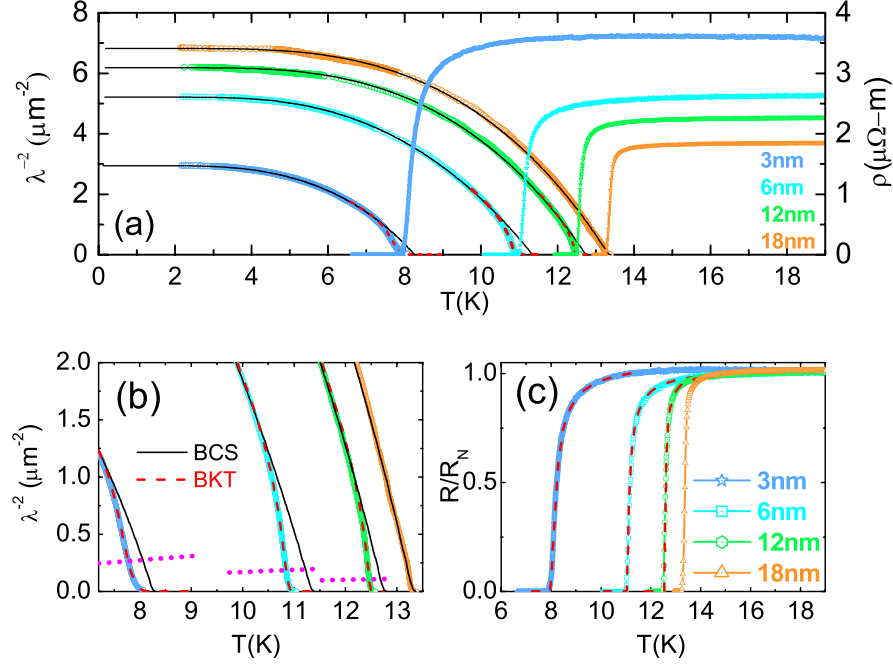 8 4
6 3
4 2
2 1
0 0
λ⁻² (μm⁻²)
ρ (μΩ−m)
(a)
3nm
6nm
12nm
18nm
0 2 4 6 8 10 12 14 16 18
T(K)
2.0
1.5
1.0
0.5
0.0
λ⁻² (μm⁻²)
(b)
BCS
BKT
8 9 10 11 12 13
T(K)
1.0
0.5
0.0
R/R_N
(c)
3nm
6nm
12nm
18nm
6 8 10 12 14 16 18
T(K)